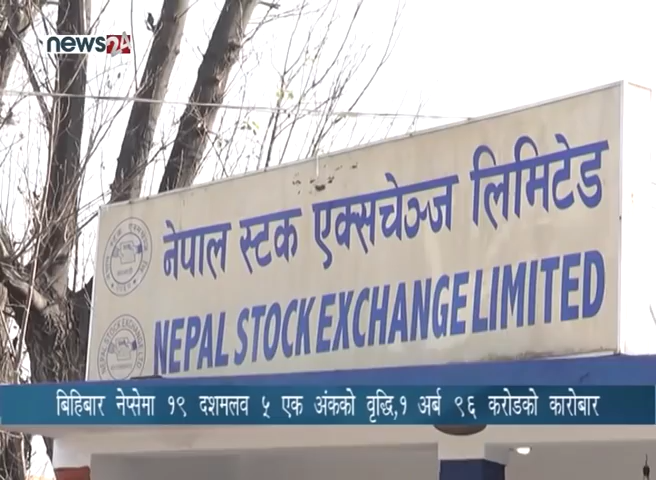 news24
नेपाल स्टक एक्सचेञ्ज लिमिटेड
NEPAL STOCK EXCHANGE LIMITED
बिहिबार नेप्सेमा १९ दशमलव ५ एक अंकको वृद्धि,१ अर्ब ९६ करोडको कारोबार